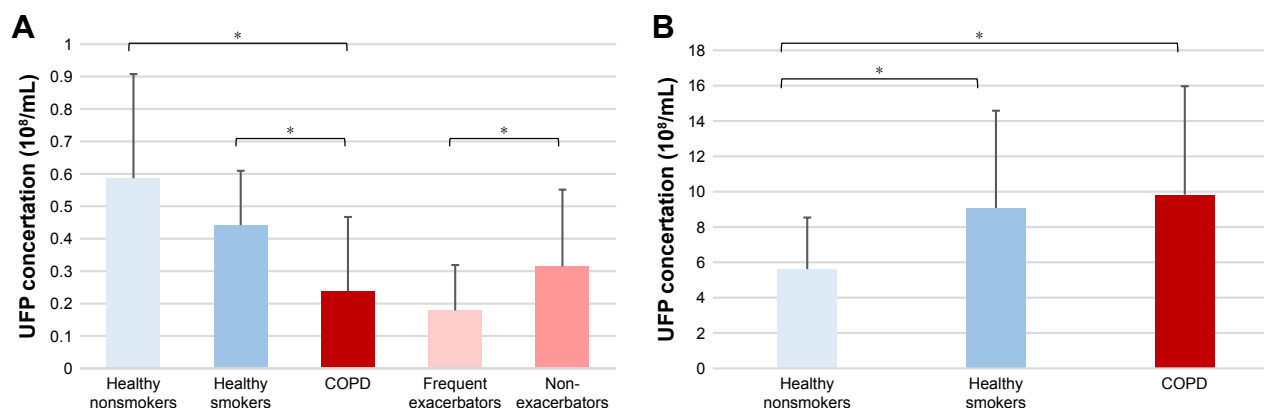 A
UFP concertation (10⁸/mL)
1
0.9
0.8
0.7
0.6
0.5
0.4
0.3
0.2
0.1
0
*
*
*
Healthy
nonsmokers
Healthy
smokers
COPD
Frequent
exacerbators
Non-
exacerbators
B
UFP concertation (10⁸/mL)
18
16
14
12
10
8
6
4
2
0
*
*
Healthy
nonsmokers
Healthy
smokers
COPD